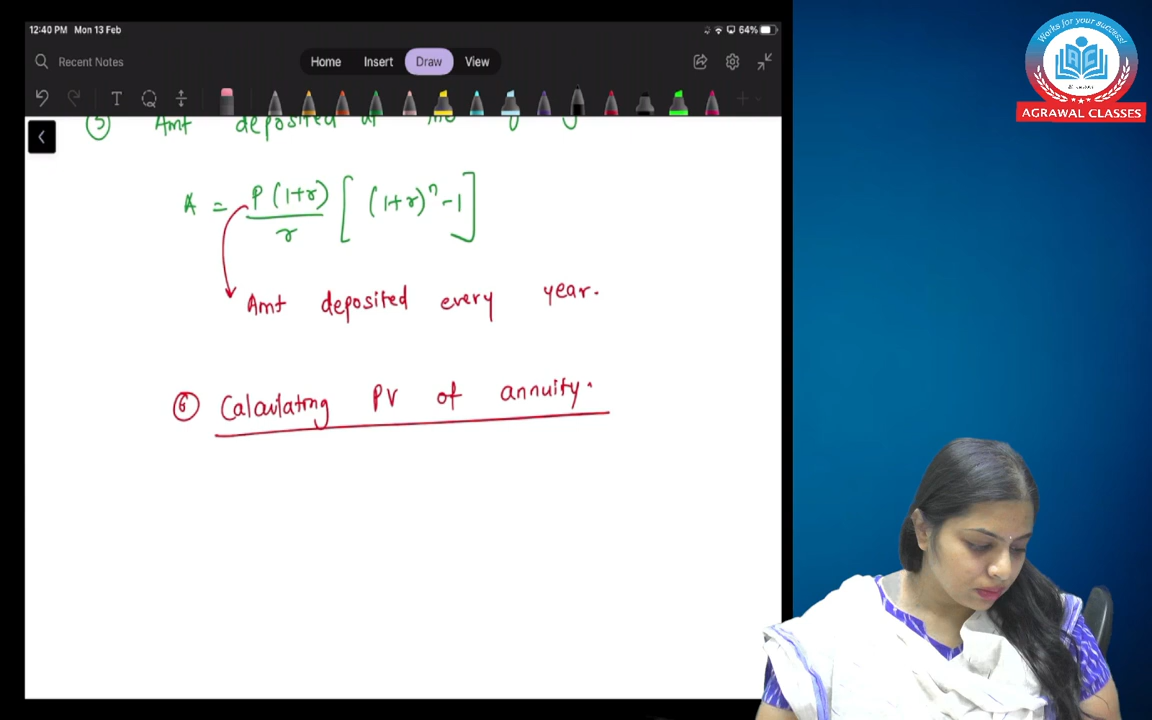 12:40 PM Mon 13 Feb
64%
Recent Notes
Home Insert Draw View
⑤ Amt deposited at
A = P(1+r)/r [(1+r)ⁿ-1]
Amt deposited every year.
⑥ Calculating PV of annuity.
Works for your success!
AC
AGRAWAL CLASSES